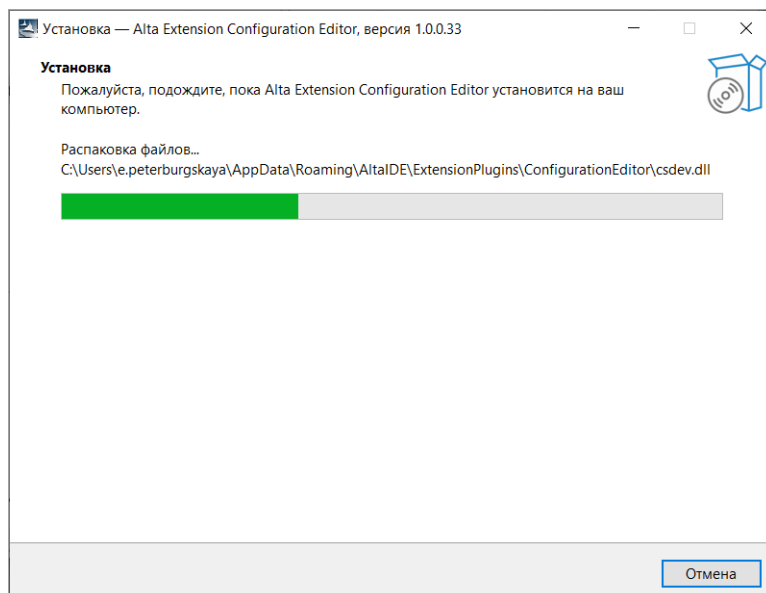 Установка — Alta Extension Configuration Editor, версия 1.0.0.33
Установка
Пожалуйста, подождите, пока Alta Extension Configuration Editor установится на ваш
компьютер.
Распаковка файлов...
C:\Users\e.peterburgskaya\AppData\Roaming\AltaIDE\ExtensionPlugins\ConfigurationEditor\csdev.dll
Отмена